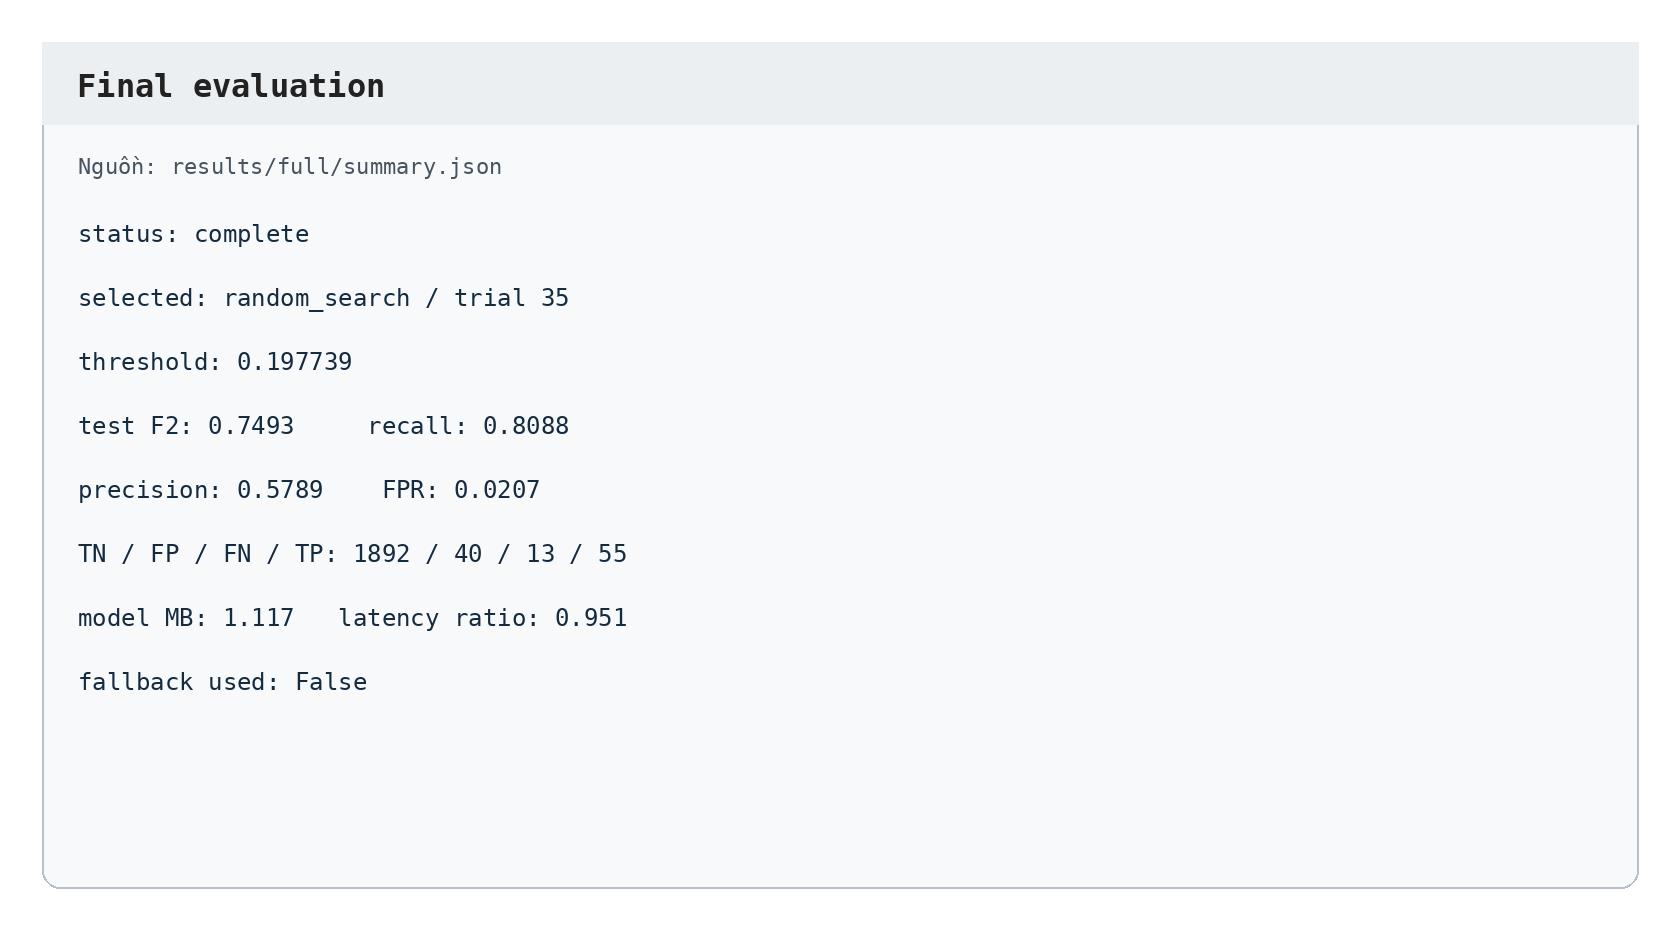 Final evaluation
Nguồn: results/full/summary.json
status: complete
selected: random_search / trial 35
threshold: 0.197739
test F2: 0.7493     recall: 0.8088
precision: 0.5789    FPR: 0.0207
TN / FP / FN / TP: 1892 / 40 / 13 / 55
model MB: 1.117   latency ratio: 0.951
fallback used: False